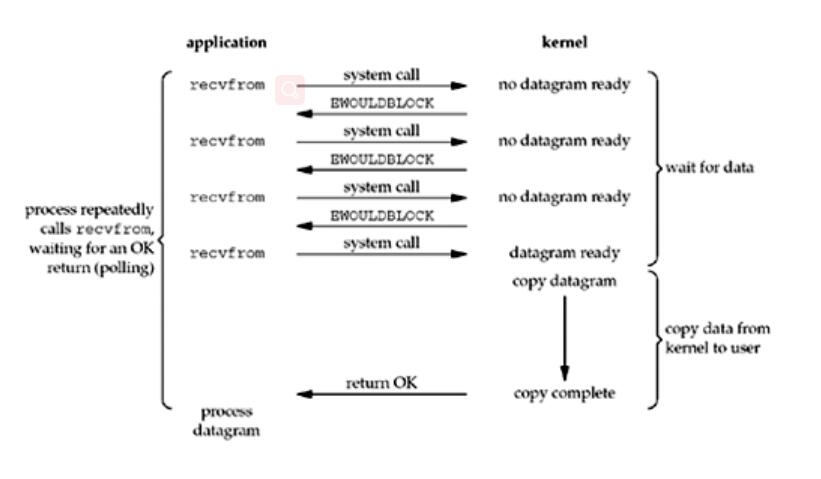 application kernel
recvfrom system call no datagram ready
EWOULDBLOCK
recvfrom system call no datagram ready
EWOULDBLOCK
recvfrom system call no datagram ready
EWOULDBLOCK
recvfrom system call datagram ready
process repeatedly
calls recvfrom,
waiting for an OK
return (polling)
wait for data
copy datagram
copy data from
kernel to user
return OK copy complete
process
datagram